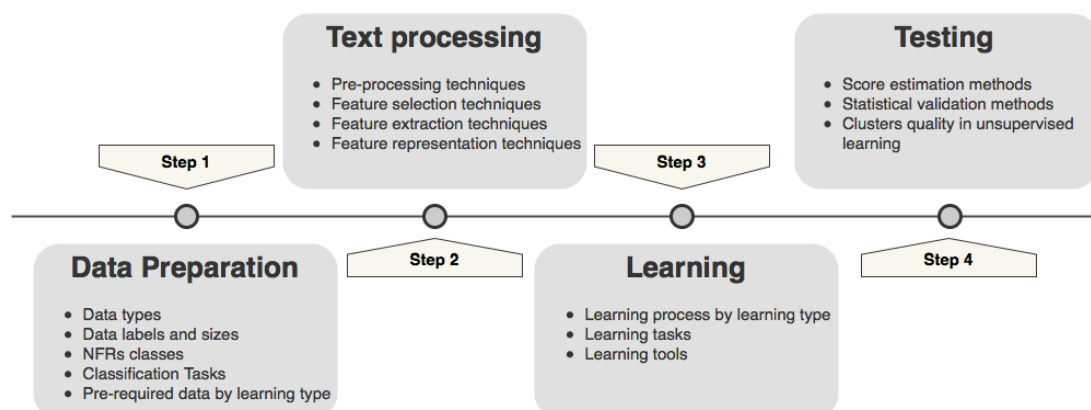 Text processing
• Pre-processing techniques
• Feature selection techniques
• Feature extraction techniques
• Feature representation techniques
Testing
• Score estimation methods
• Statistical validation methods
• Clusters quality in unsupervised
learning
Step 1
Step 3
Step 2
Step 4
Data Preparation
• Data types
• Data labels and sizes
• NFRs classes
• Classification Tasks
• Pre-required data by learning type
Learning
• Learning process by learning type
• Learning tasks
• Learning tools